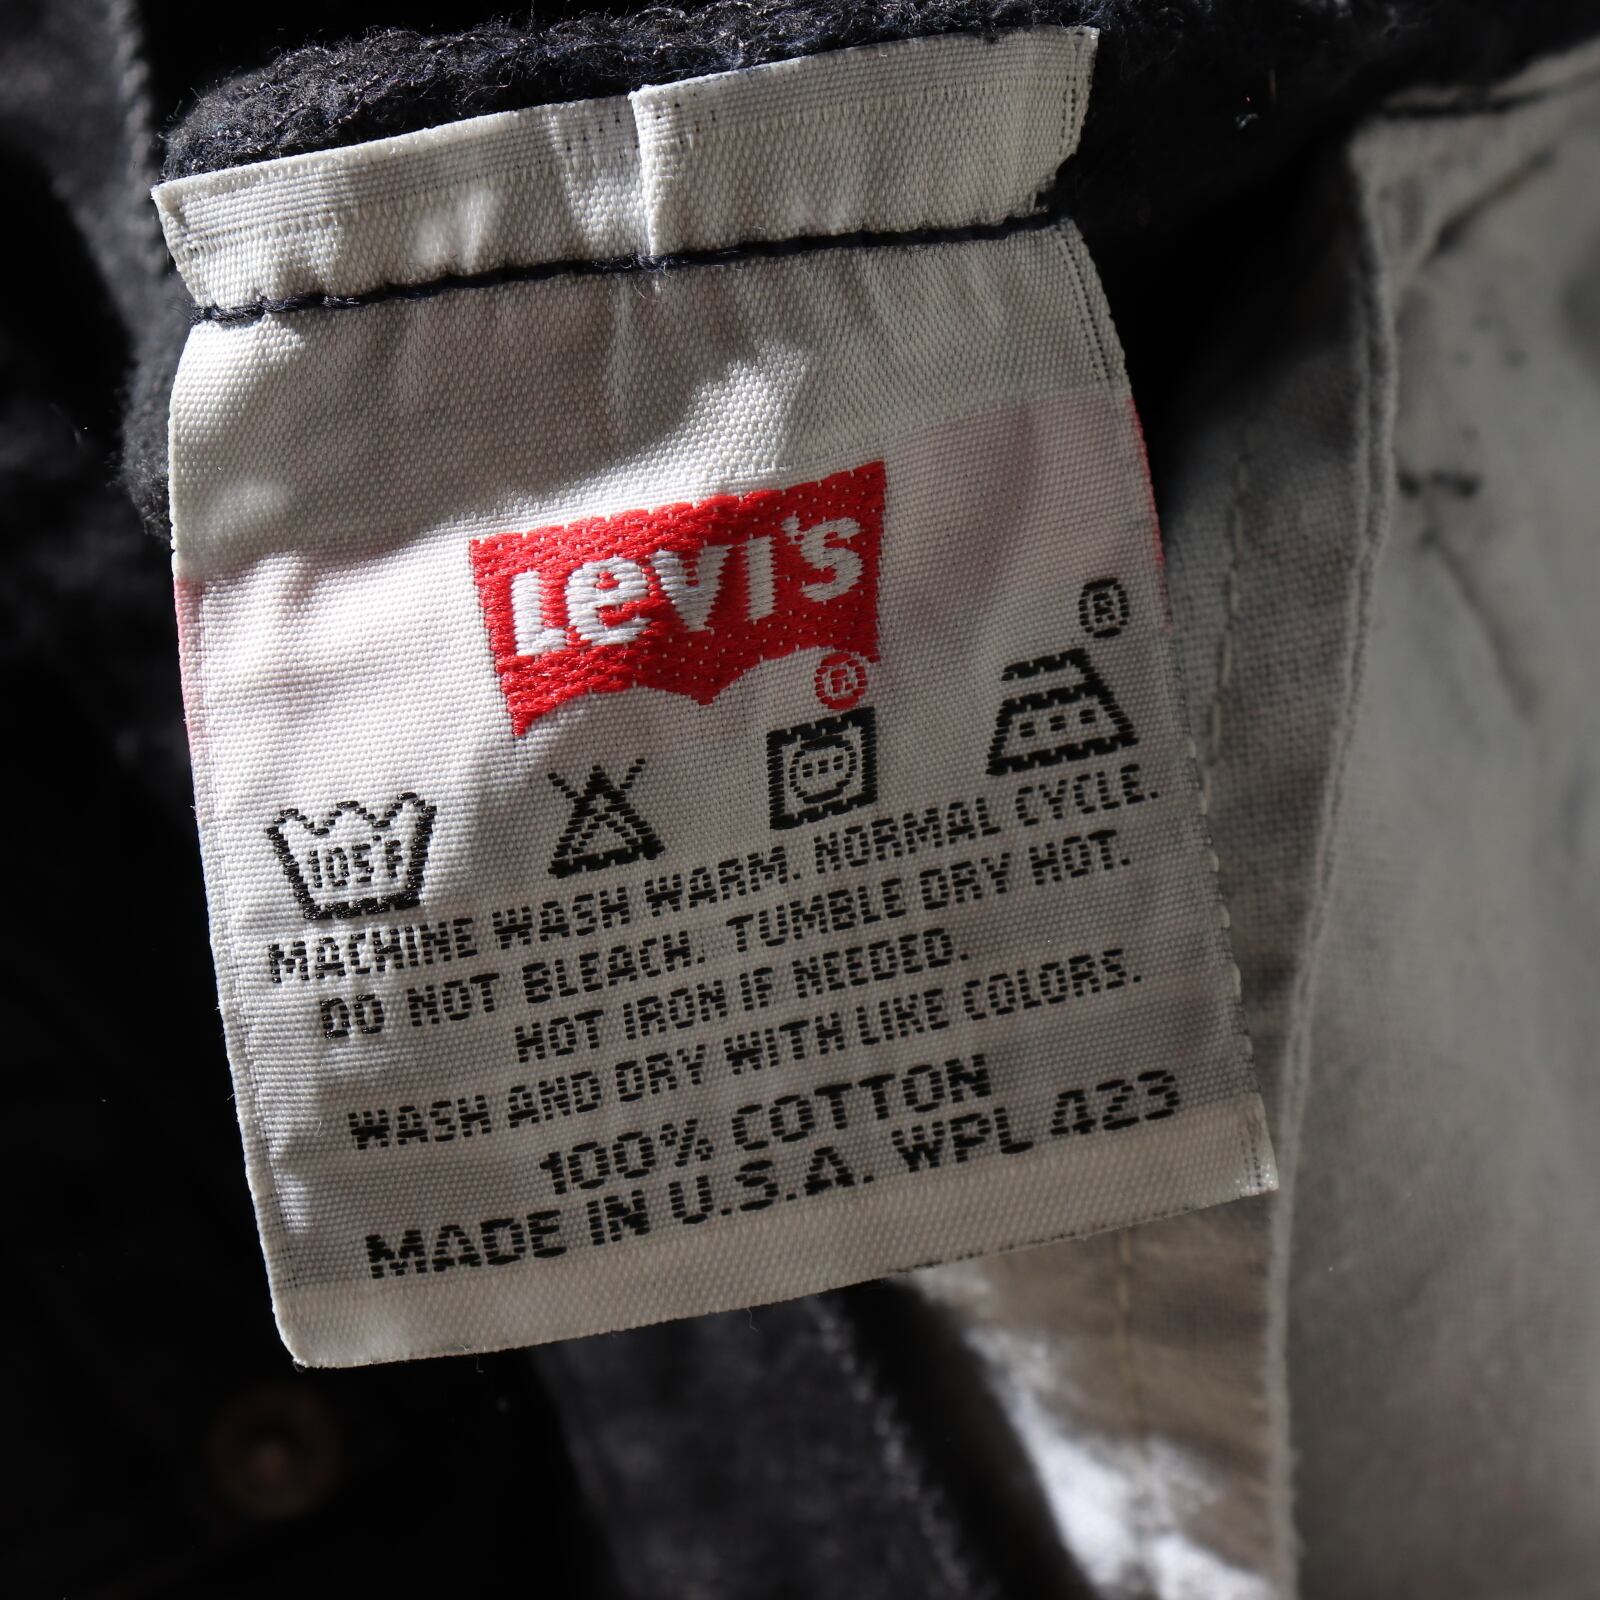 Levi's ®
®
105°F
MACHINE WASH WARM. NORMAL CYCLE.
DO NOT BLEACH. TUMBLE DRY HOT.
HOT IRON IF NEEDED.
WASH AND DRY WITH LIKE COLORS.
100% COTTON
MADE IN U.S.A. WPL 423